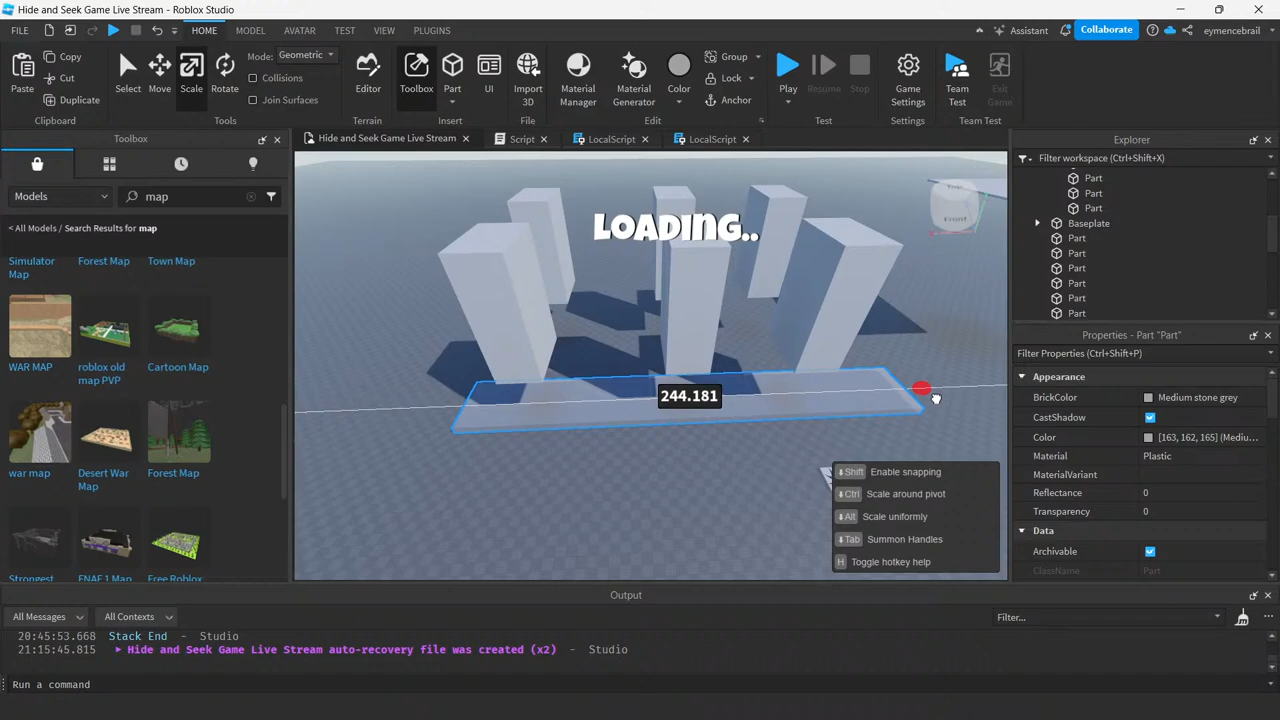 Hide and Seek Game Live Stream - Roblox Studio
FILE HOME MODEL AVATAR TEST VIEW PLUGINS Assistant Collaborate eymencebrail
Paste Copy Cut Duplicate Clipboard
Select Move Scale Rotate Tools
Mode: Geometric Collisions Join Surfaces
Editor Terrain
Toolbox Part UI Insert
Import 3D File
Material Manager Material Generator Color Group Lock Anchor Edit
Play Resume Stop Test
Game Settings Settings
Team Test Exit Game Team Test
Toolbox
Models map
< All Models / Search Results for map
Simulator Map Forest Map Town Map
WAR MAP roblox old map PVP Cartoon Map
war map Desert War Map Forest Map
Strongest FNAF 1 Map Free Roblox
Hide and Seek Game Live Stream Script LocalScript LocalScript
LOADING..
Top
Front
244.181
Shift Enable snapping
Ctrl Scale around pivot
Alt Scale uniformly
Tab Summon Handles
H Toggle hotkey help
Explorer
Filter workspace (Ctrl+Shift+X)
Part
Part
Part
Baseplate
Part
Part
Part
Part
Part
Part
Properties - Part "Part"
Filter Properties (Ctrl+Shift+P)
Appearance
BrickColor Medium stone grey
CastShadow
Color [163, 162, 165] (Mediu...
Material Plastic
MaterialVariant
Reflectance 0
Transparency 0
Data
Archivable
ClassName Part
Output
All Messages All Contexts Filter...
20:45:53.668 Stack End - Studio
21:15:45.815 Hide and Seek Game Live Stream auto-recovery file was created (x2) - Studio
Run a command